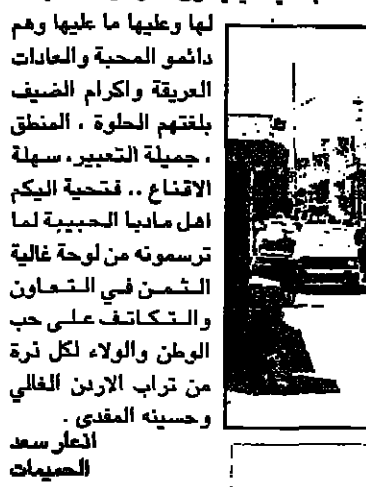 لها وعليها ما عليها وهم
دائمو المحبة والعادات
العريقة واكرام الضيف
بلغتهم الحلوة ، المنطق
، جميلة التعبير، سهلة
الاقناع .. فتحية اليكم
اهل مادبا الحبيبة لما
ترسمونه من لوحة غالية
الثمن في التعاون
والتكاتف على حب
الوطن والولاء لكل ذرة
من تراب الاردن الغالي
وحسينه المفدى .
سعد
الحميمات